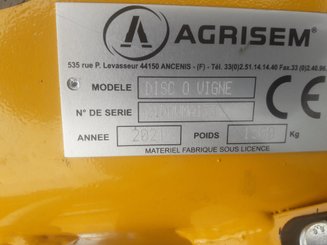 AGRISEM®
535 rue P. Levasseur 44150 ANCENIS - (F) - Tél. 33(0)2.51.14.14.40 Fax.33 (0)2.40.96.
MODELE DISC O VIGNE
N° DE SERIE
CE
ANNEE 2021 POIDS Kg
MATERIEL FABRIQUE SOUS LICENCE